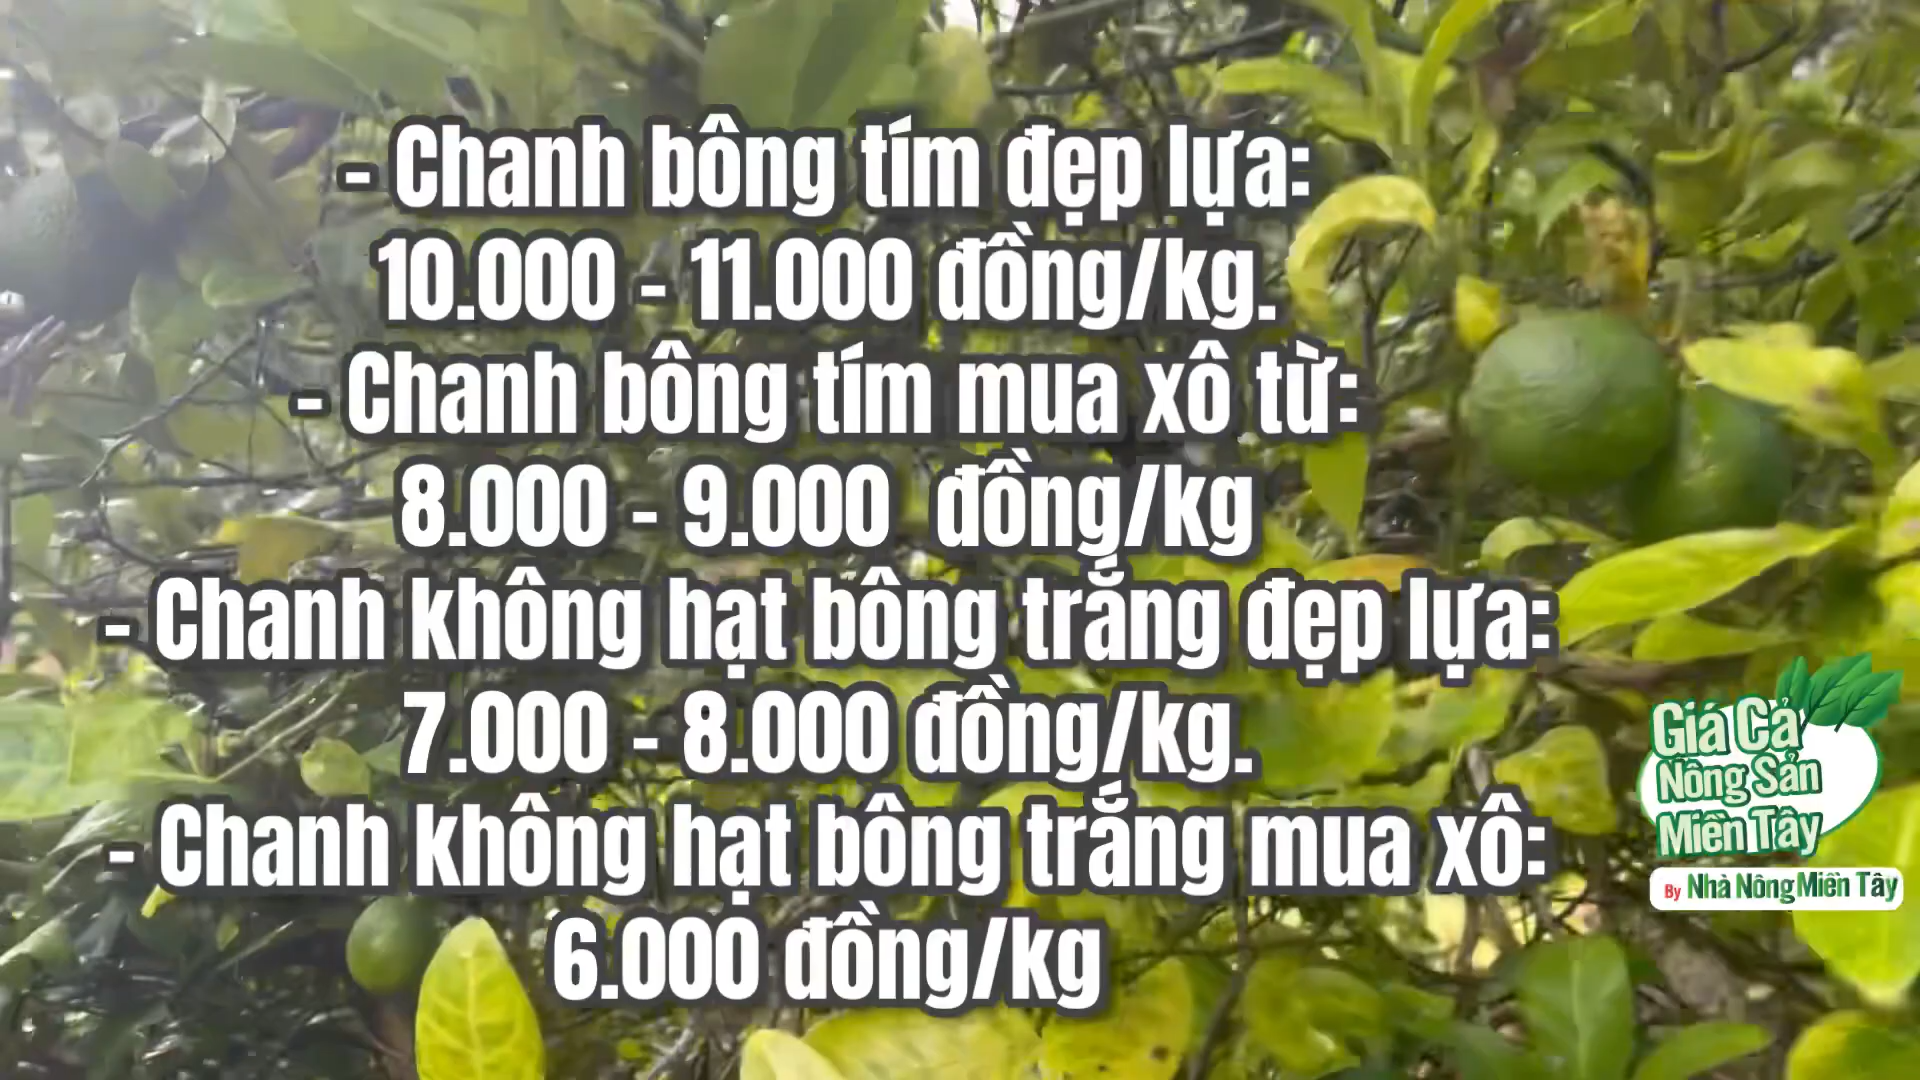 - Chanh bông tím đẹp lựa:
10.000 - 11.000 đồng/kg.
- Chanh bông tím mua xô từ:
8.000 - 9.000 đồng/kg
- Chanh không hạt bông trắng đẹp lựa:
7.000 - 8.000 đồng/kg.
- Chanh không hạt bông trắng mua xô:
6.000 đồng/kg
Giá Cả
Nông Sản
Miền Tây
By Nhà Nông Miền Tây